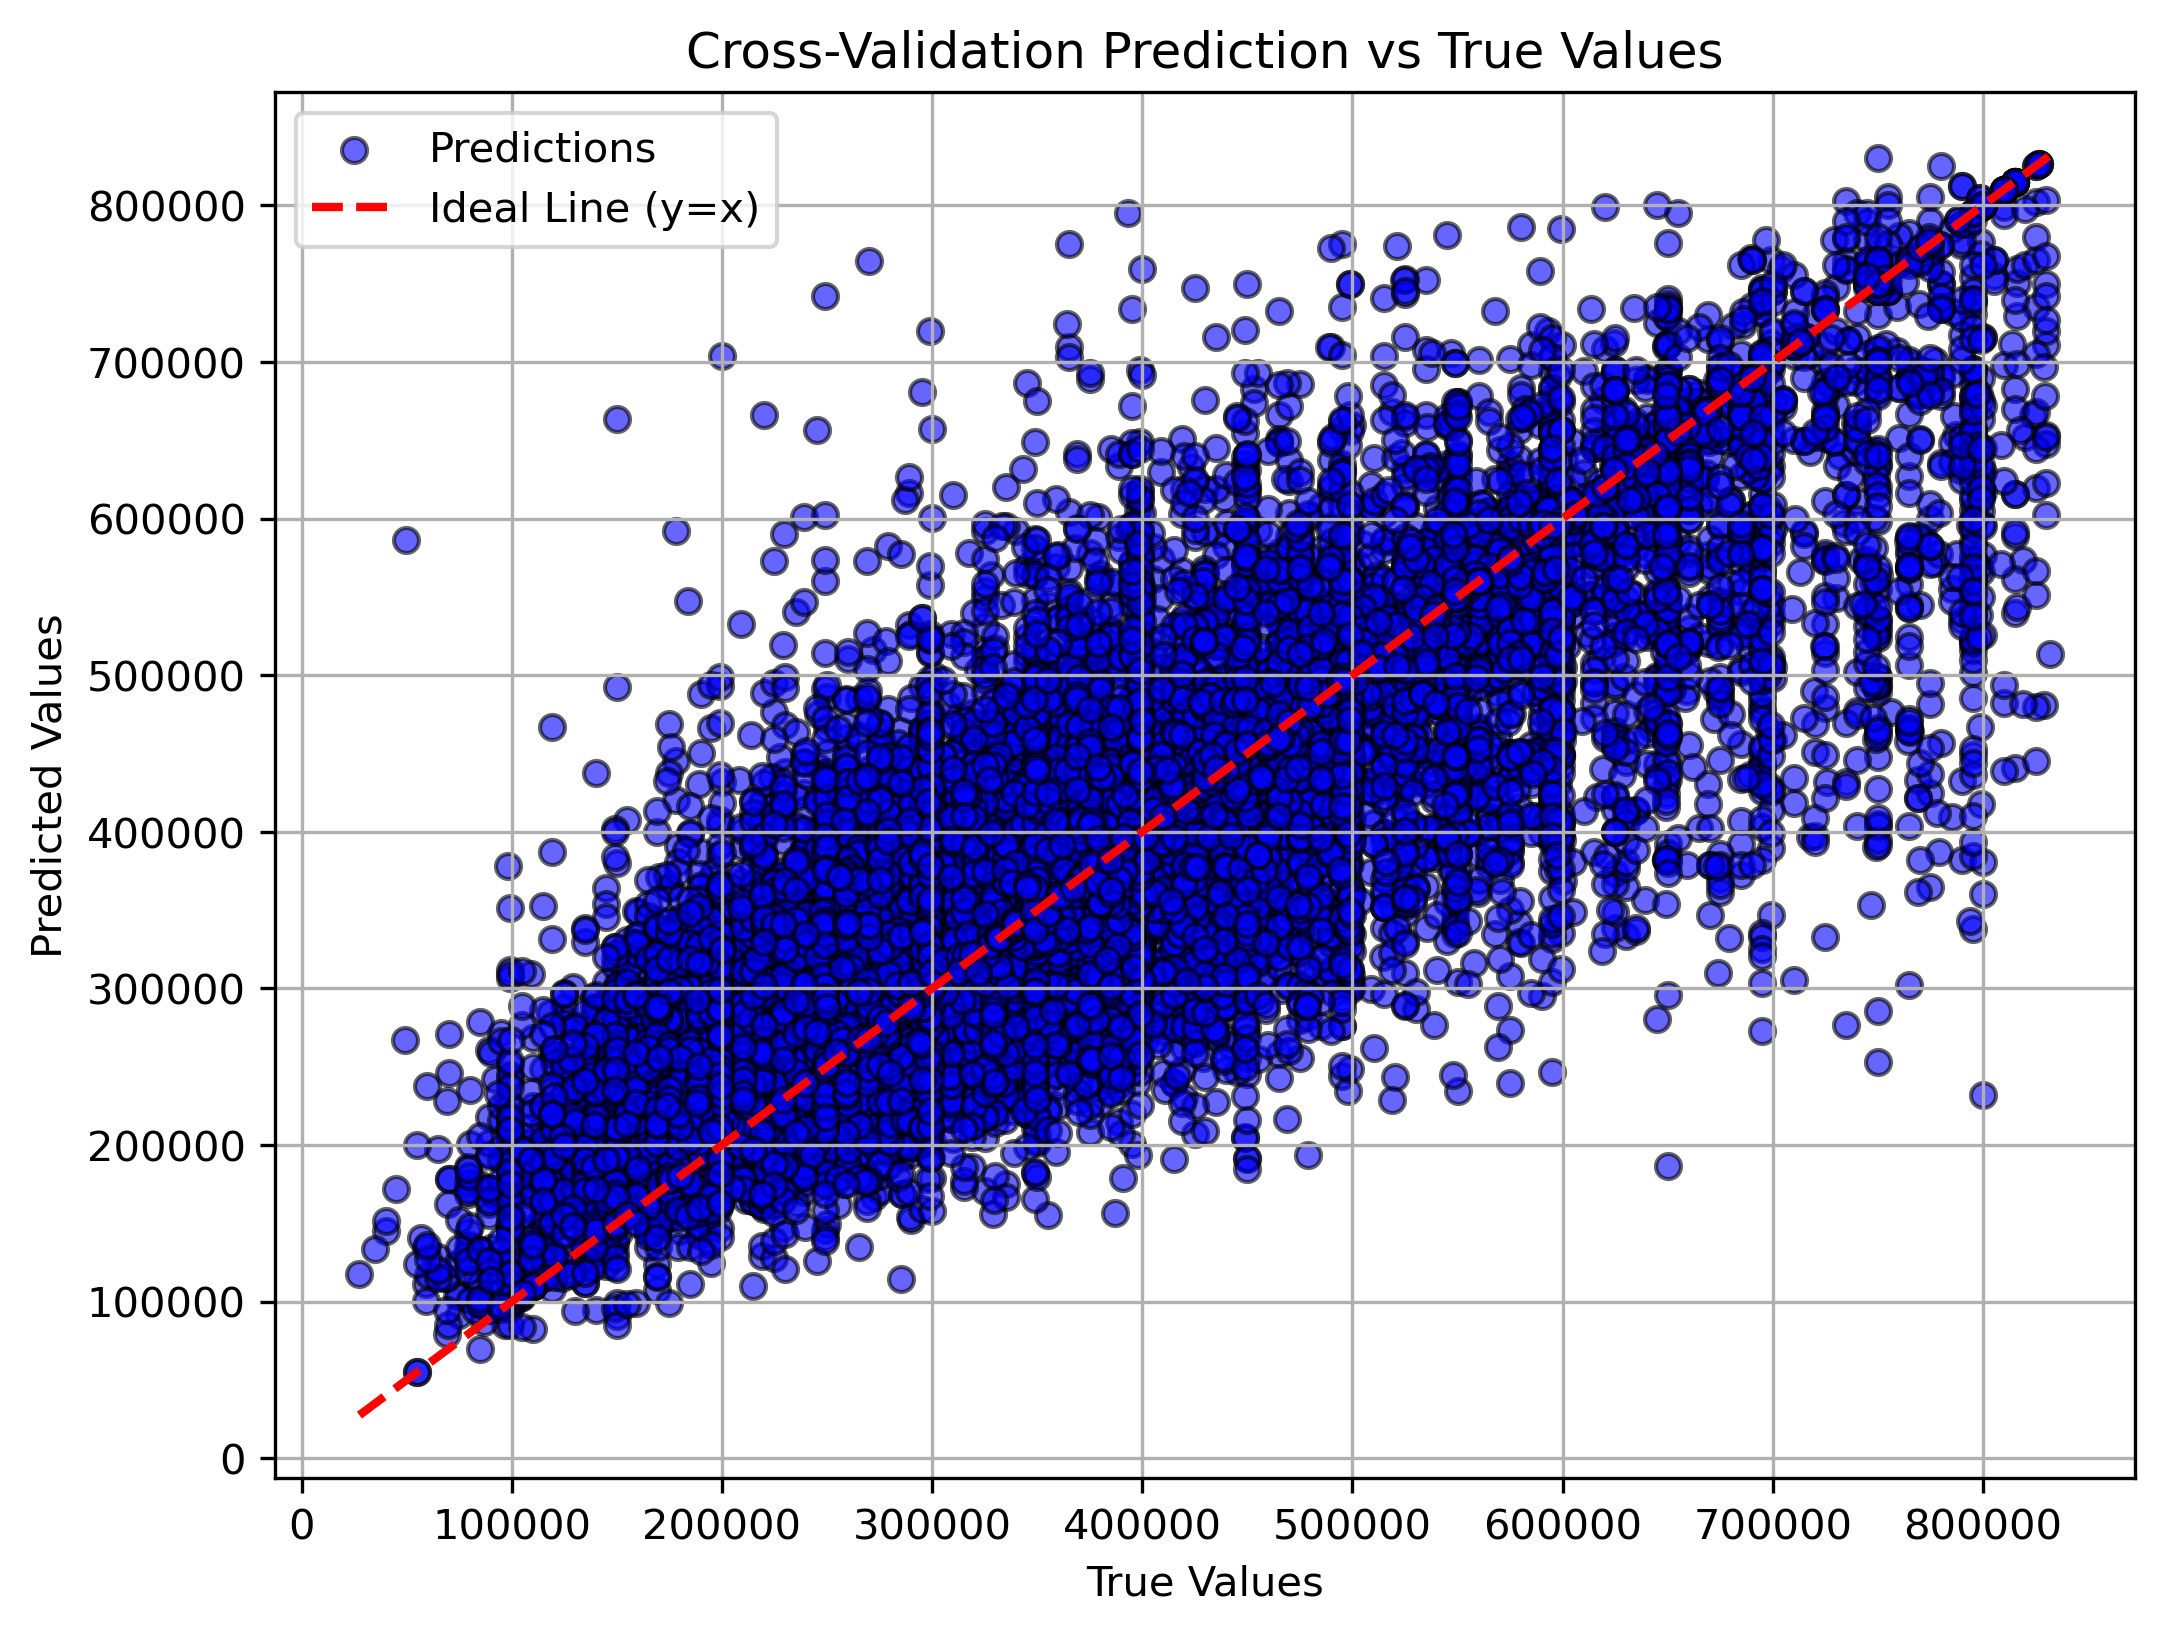 Cross-Validation Prediction vs True Values
Predictions
Ideal Line (y=x)
800000
700000
600000
500000
400000
300000
200000
100000
0
Predicted Values
0 100000 200000 300000 400000 500000 600000 700000 800000
True Values